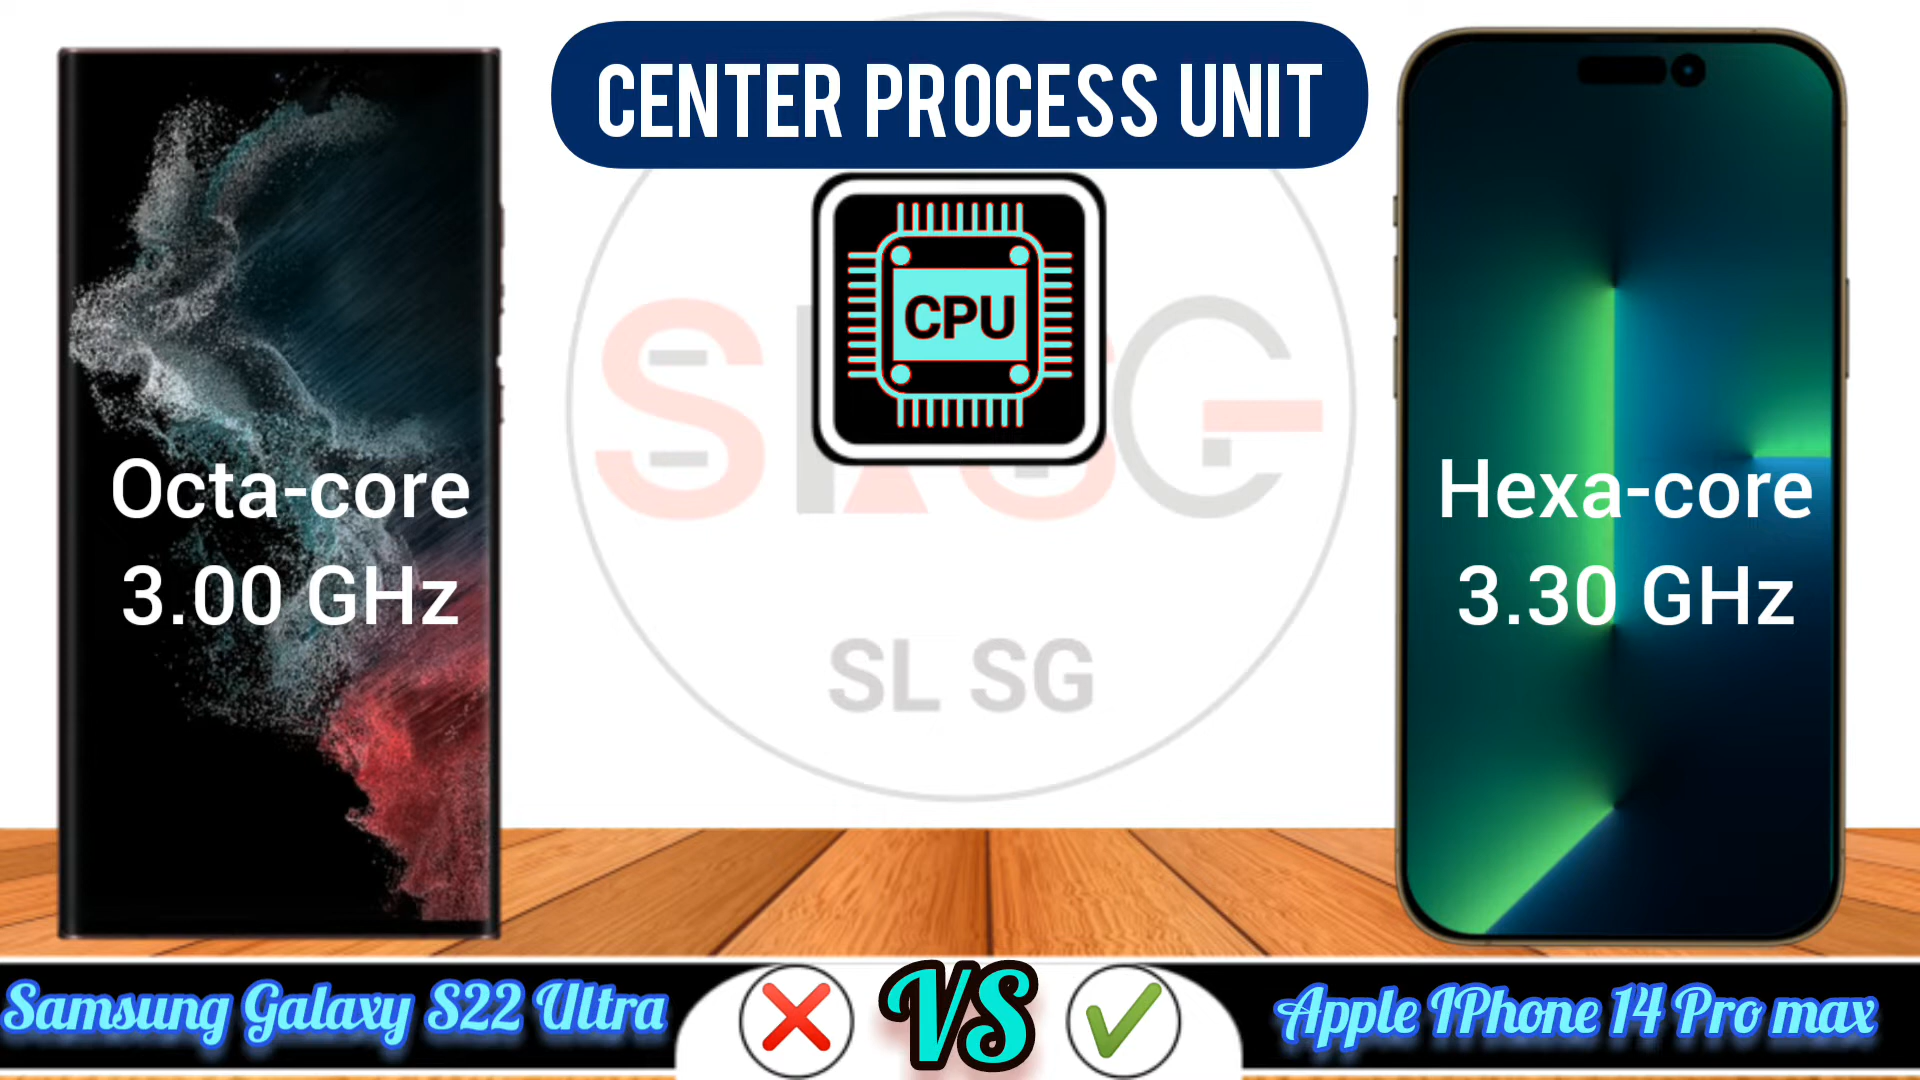 CENTER PROCESS UNIT
CPU
SLSG
SL SG
Octa-core
3.00 GHz
Hexa-core
3.30 GHz
Samsung Galaxy S22 Ultra
VS
Apple IPhone 14 Pro max